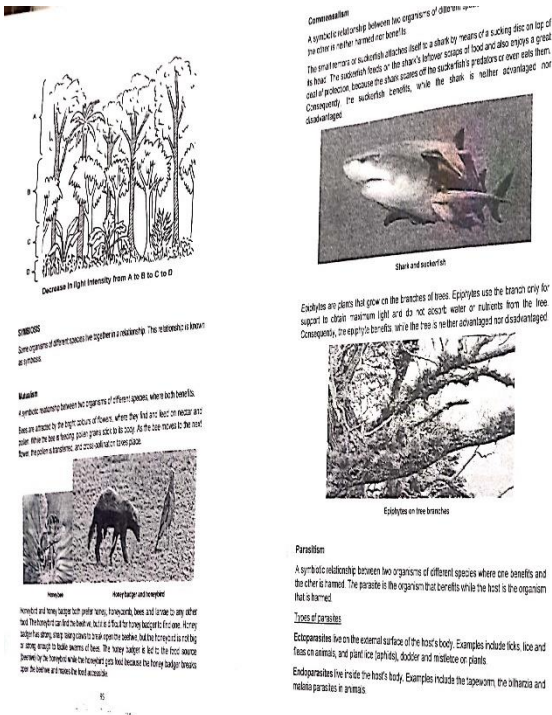 A
B
C
D
Decrease in light intensity from A to B to C to D
SYMBIOSIS
Some organisms of different species live together in a relationship. This relationship is known
as symbiosis.
Mutualism
A symbiotic relationship between two organisms of different species, where both benefits.
Bees are attracted by the bright colours of flowers, where they find and feed on nectar and
pollen. While the bee is feeding, pollen grains stick to its body. As the bee moves to the next
flower, the pollen is transferred, and cross-pollination takes place.
Honeybee
Honey badger and honeybird
Honeybird and honey badger both prefer honey, honeycomb, bees and larvae to any other
food. The honeybird can find the beehive, but it is difficult for honey badger to find one. Honey
badger has strong, sharp claws to break open the beehive, but the honeybird is not big
or strong enough to tackle swarms of bees. The honey badger is led to the food source
(beehive) by the honeybird while the honeybird gets food because the honey badger breaks
open the beehive and makes the food accessible.
95
Commensalism
A symbiotic relationship between two organisms of different
the other is neither harmed nor benefits.
The small remora or suckerfish attaches itself to a shark by means of a sucking disc on top of
its head. The suckerfish feeds on the shark's leftover scraps of food and also enjoys a great
deal of protection, because the shark scares off the suckerfish's predators or even eats them.
Consequently, the suckerfish benefits, while the shark is neither advantaged nor
disadvantaged.
Shark and suckerfish
Epiphytes are plants that grow on the branches of trees. Epiphytes use the branch only for
support to obtain maximum light and do not absorb water or nutrients from the tree.
Consequently, the epiphyte benefits, while the tree is neither advantaged nor disadvantaged.
Epiphytes on tree branches
Parasitism
A symbiotic relationship between two organisms of different species where one benefits and
the other is harmed. The parasite is the organism that benefits while the host is the organism
that is harmed.
Types of parasites
Ectoparasites live on the external surface of the host's body. Examples include ticks, lice and
fleas on animals, and plant lice (aphids), dodder and mistletoe on plants.
Endoparasites live inside the host's body. Examples include the tapeworm, the bilharzia and
malaria parasites in animals.